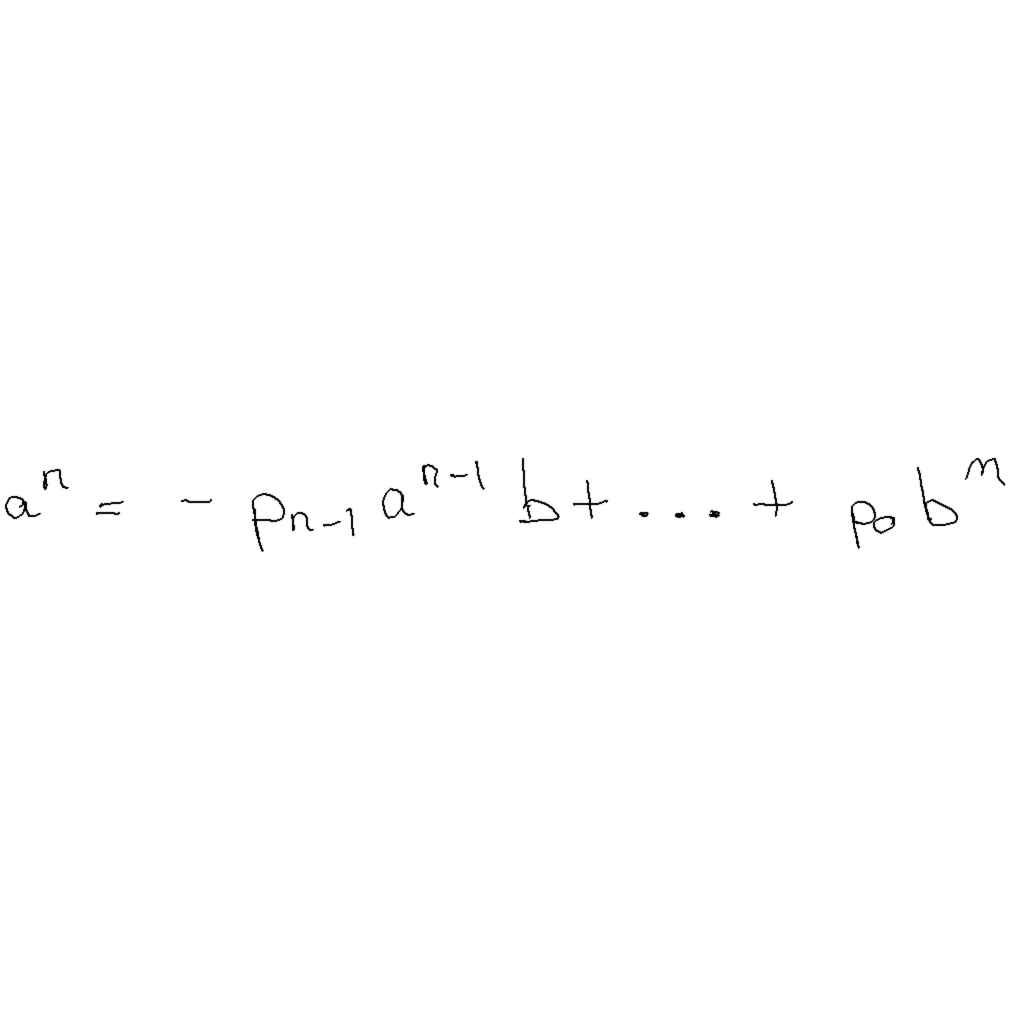 a^n = - p_{n-1} a^{n-1} b + ... + p_0 b^m